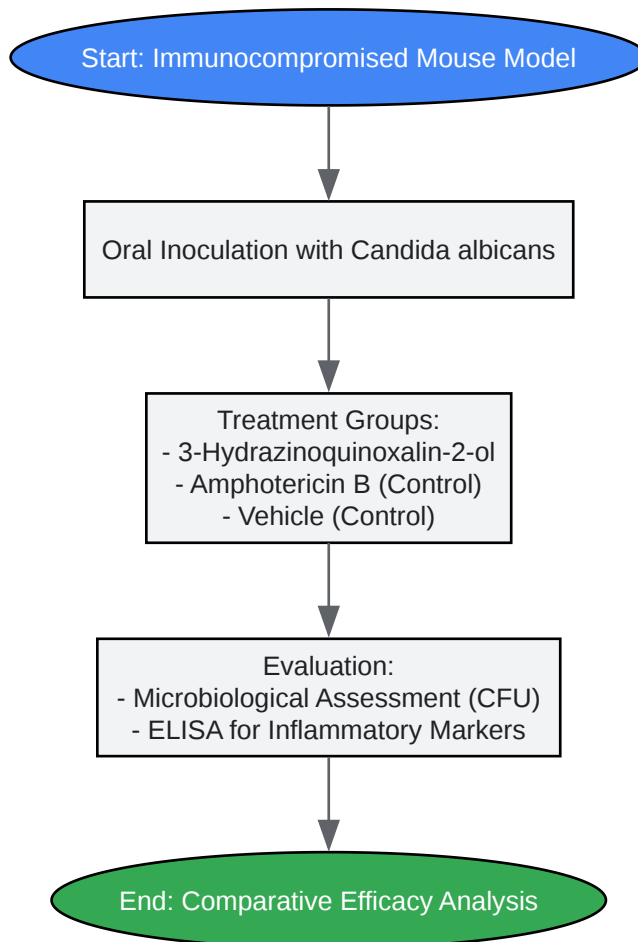 Start: Immunocompromised Mouse Model
Oral Inoculation with Candida albicans
Treatment Groups:
- 3-Hydrazinoquinoxalin-2-ol
- Amphotericin B (Control)
- Vehicle (Control)
Evaluation:
- Microbiological Assessment (CFU)
- ELISA for Inflammatory Markers
End: Comparative Efficacy Analysis